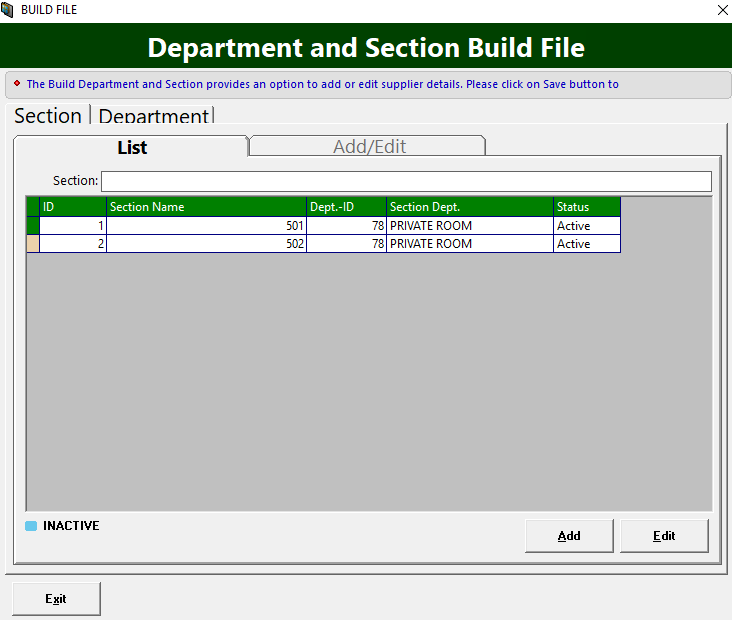 BUILD FILE
Department and Section Build File
The Build Department and Section provides an option to add or edit supplier details. Please click on Save button to
Section Department
List Add/Edit
Section:
ID Section Name Dept.-ID Section Dept. Status
1 501 78 PRIVATE ROOM Active
2 502 78 PRIVATE ROOM Active
INACTIVE
Add Edit
Exit